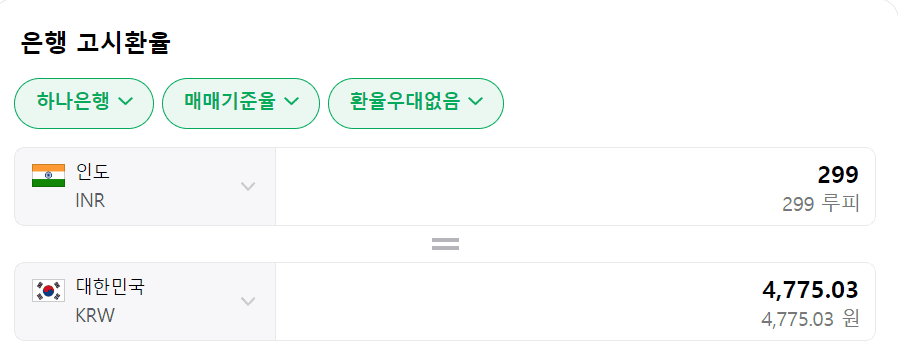 은행 고시환율
하나은행 매매기준율 환율우대없음
인도 299
INR 299 루피
대한민국 4,775.03
KRW 4,775.03 원